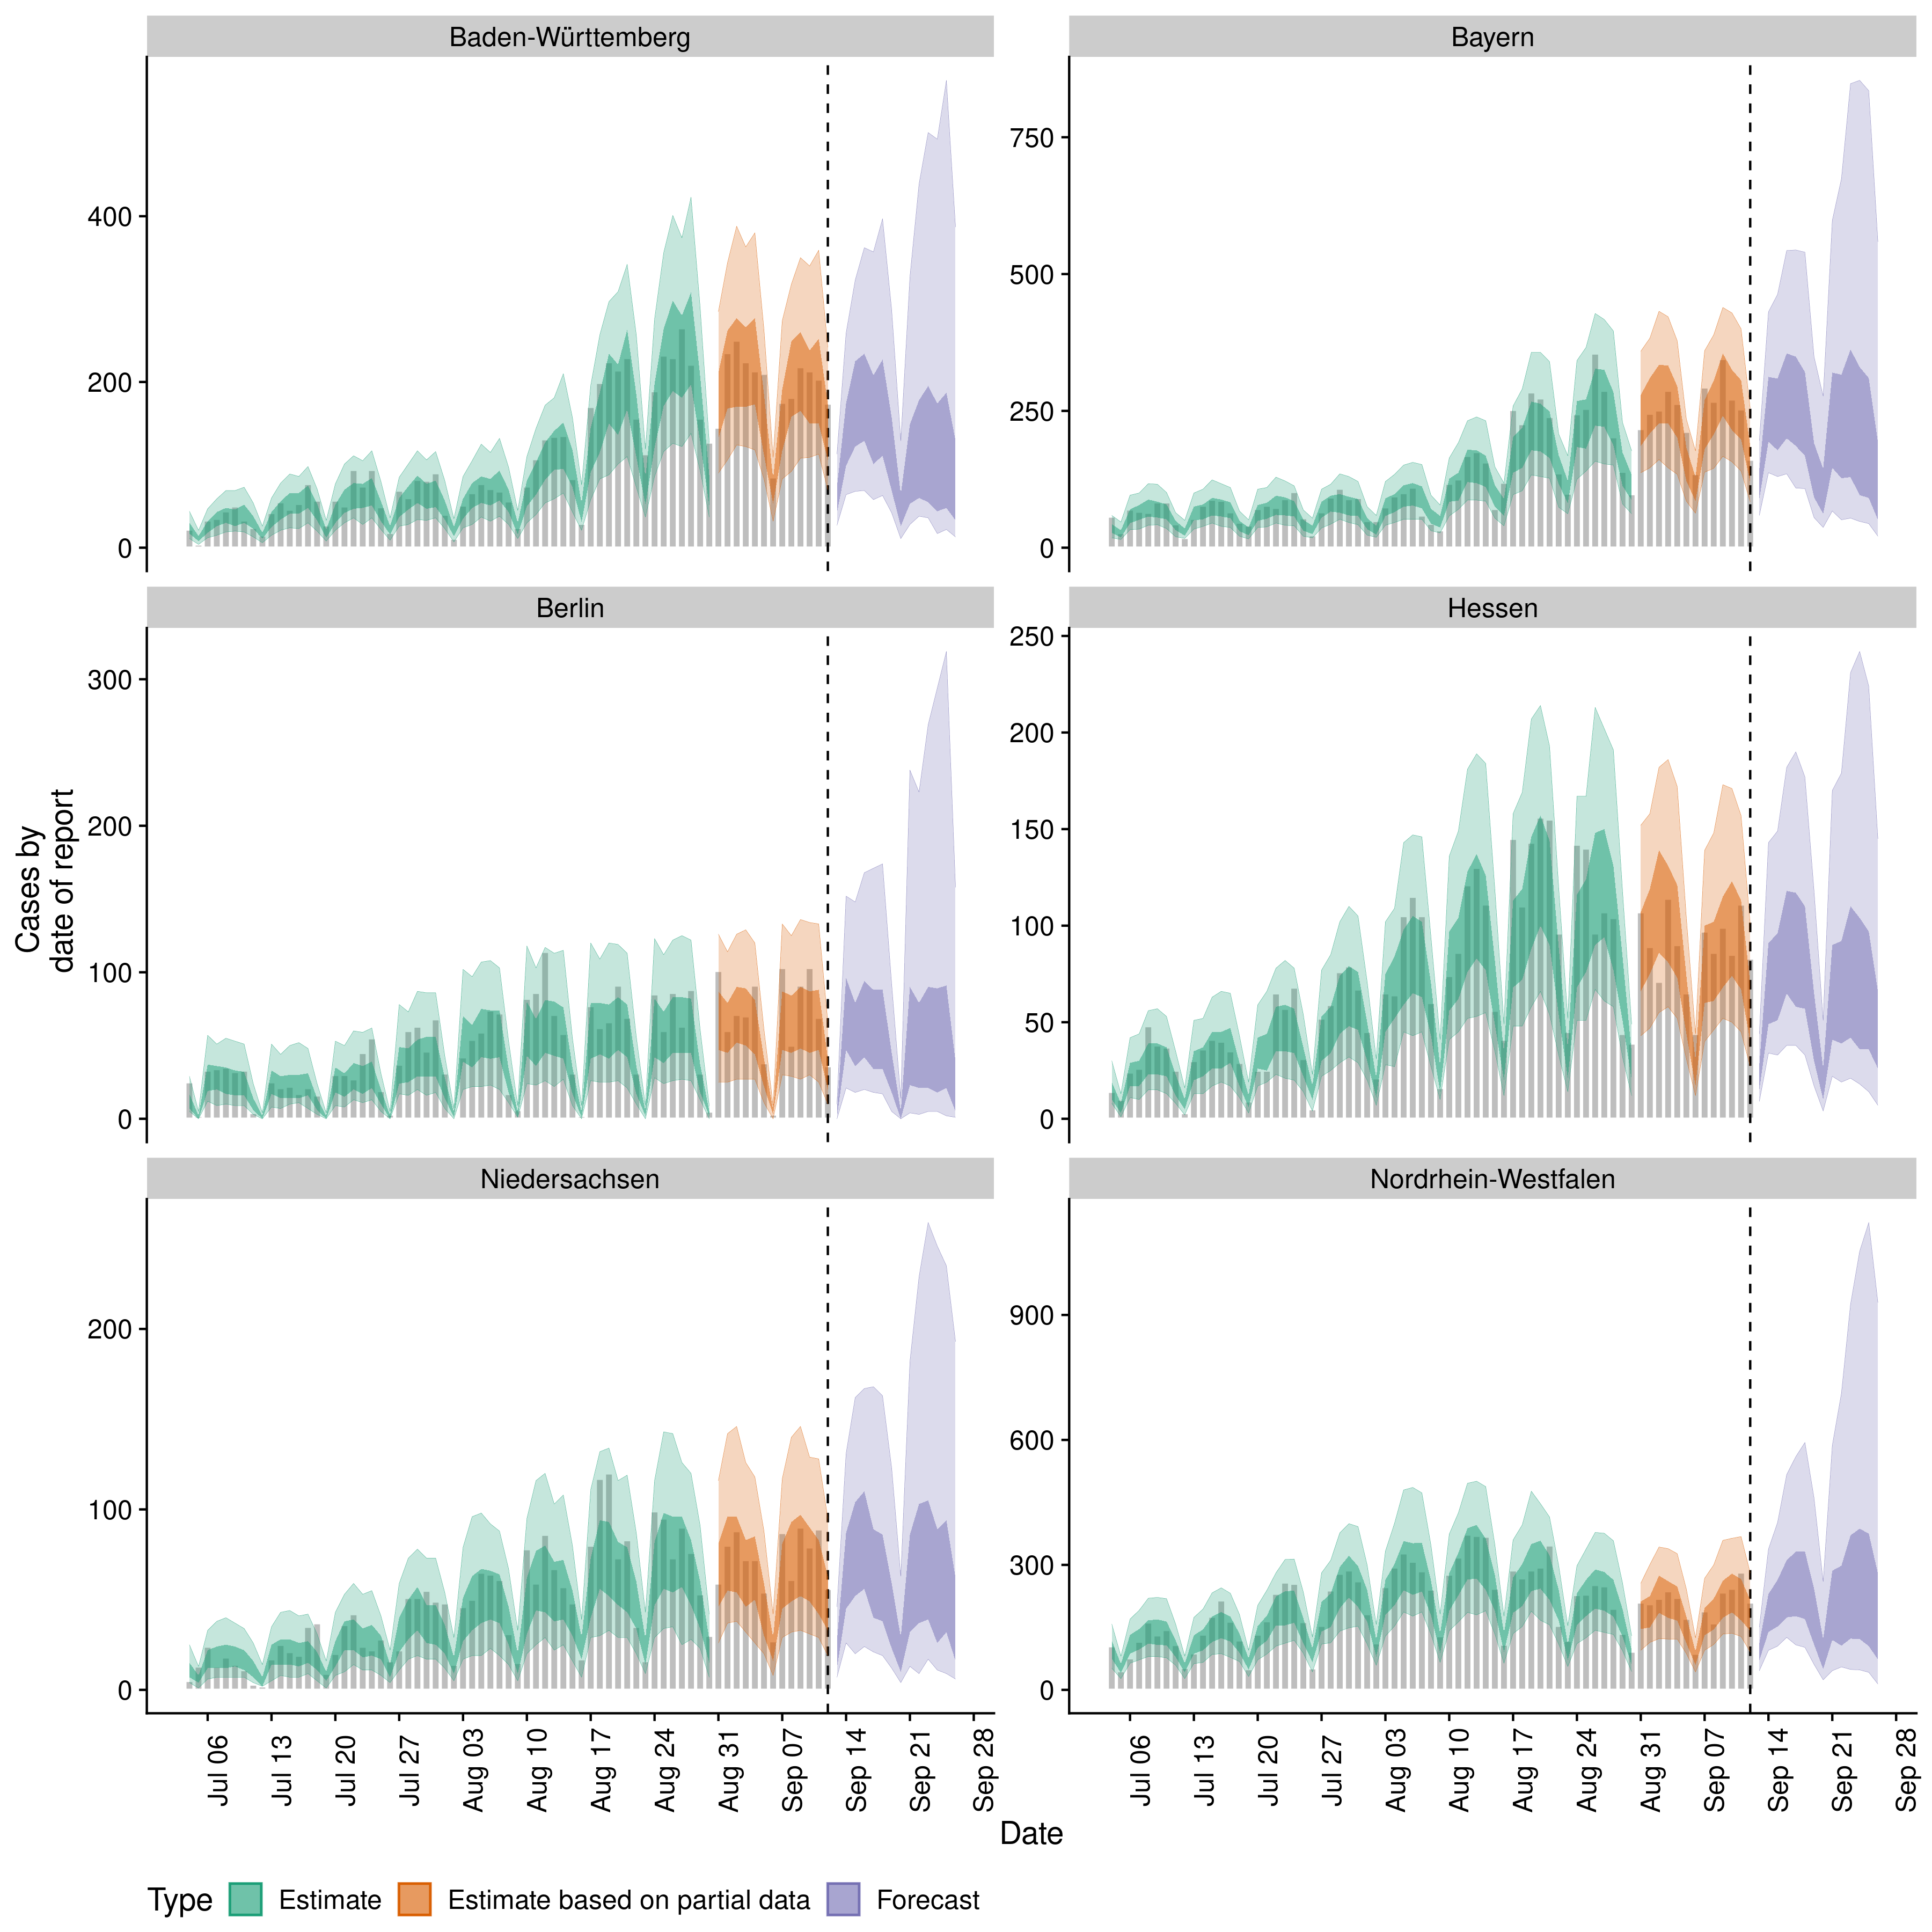 Baden-Württemberg
Bayern
400
200
0
750
500
250
0
Berlin
Hessen
300
200
100
0
250
200
150
100
50
0
Cases by
date of report
Niedersachsen
Nordrhein-Westfalen
200
100
0
900
600
300
0
Jul 06
Jul 13
Jul 20
Jul 27
Aug 03
Aug 10
Aug 17
Aug 24
Aug 31
Sep 07
Sep 14
Sep 21
Sep 28
Jul 06
Jul 13
Jul 20
Jul 27
Aug 03
Aug 10
Aug 17
Aug 24
Aug 31
Sep 07
Sep 14
Sep 21
Sep 28
Date
Type Estimate Estimate based on partial data Forecast